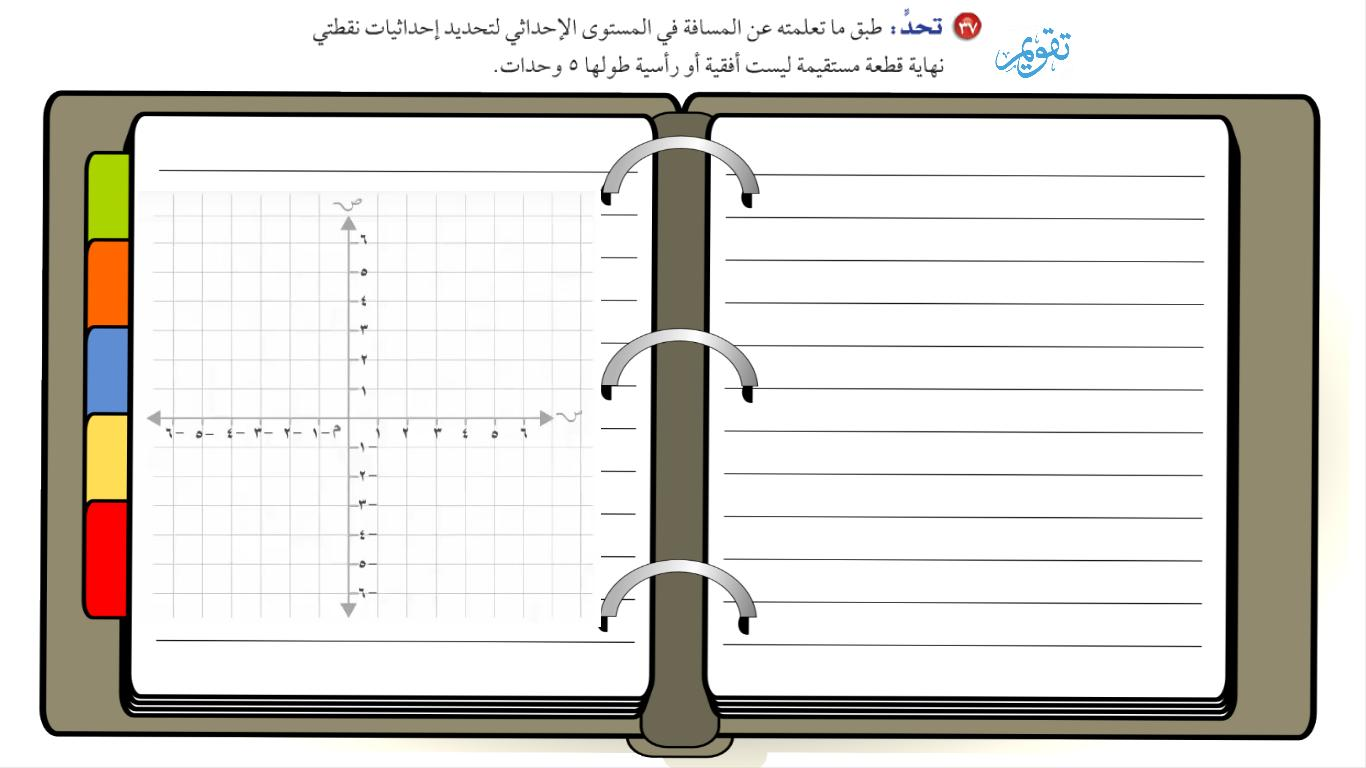 تقويم
٣٧ تحدٍّ: طبق ما تعلمته عن المسافة في المستوى الإحداثي لتحديد إحداثيات نقطتي
نهاية قطعة مستقيمة ليست أفقية أو رأسية طولها ٥ وحدات.
ص
٦
٥
٤
٣
٢
١
٦- ٥- ٤- ٣- ٢- ١- م ١ ٢ ٣ ٤ ٥ ٦ س
١-
٢-
٣-
٤-
٥-
٦-